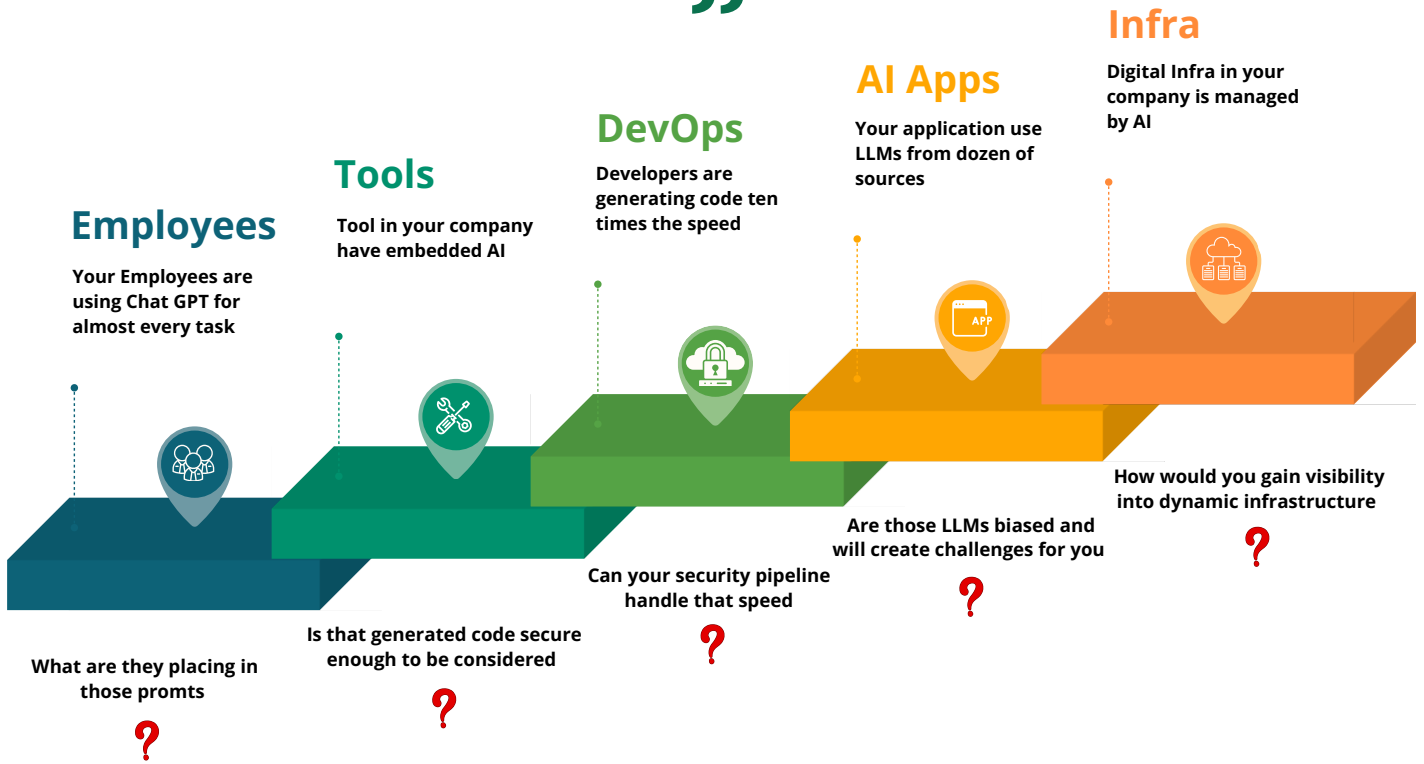 Employees
Your Employees are
using Chat GPT for
almost every task
What are they placing in
those promts
?
Tools
Tool in your company
have embedded AI
Is that generated code secure
enough to be considered
?
DevOps
Developers are
generating code ten
times the speed
Can your security pipeline
handle that speed
?
AI Apps
Your application use
LLMs from dozen of
sources
APP
Are those LLMs biased and
will create challenges for you
?
Infra
Digital Infra in your
company is managed
by AI
How would you gain visibility
into dynamic infrastructure
?